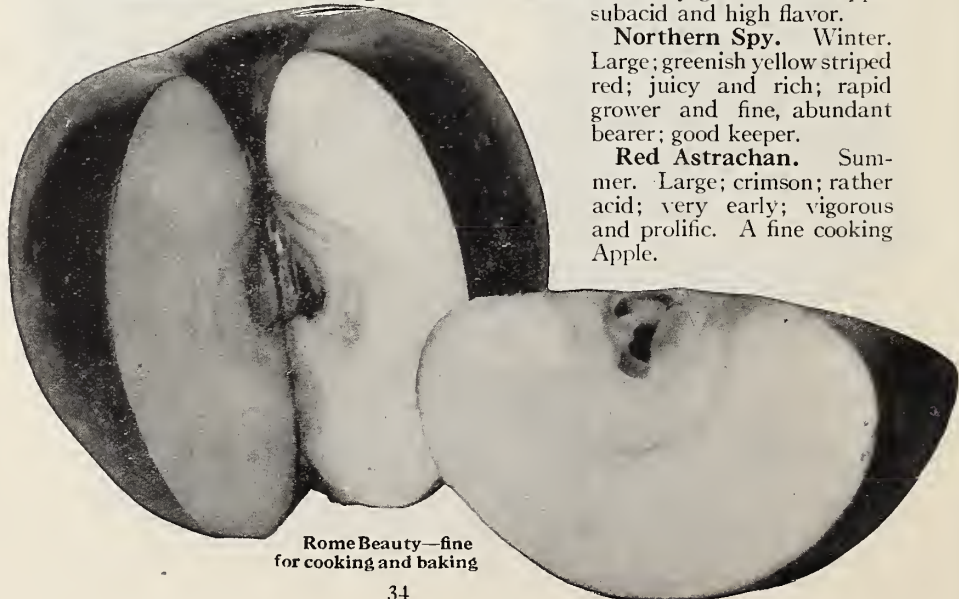 subacid and high flavor.
Northern Spy. Winter.
Large; greenish yellow striped
red; juicy and rich; rapid
grower and fine, abundant
bearer; good keeper.
Red Astrachan. Sum-
mer. Large; crimson; rather
acid; very early; vigorous
and prolific. A fine cooking
Apple.
Rome Beauty—fine
for cooking and baking
34